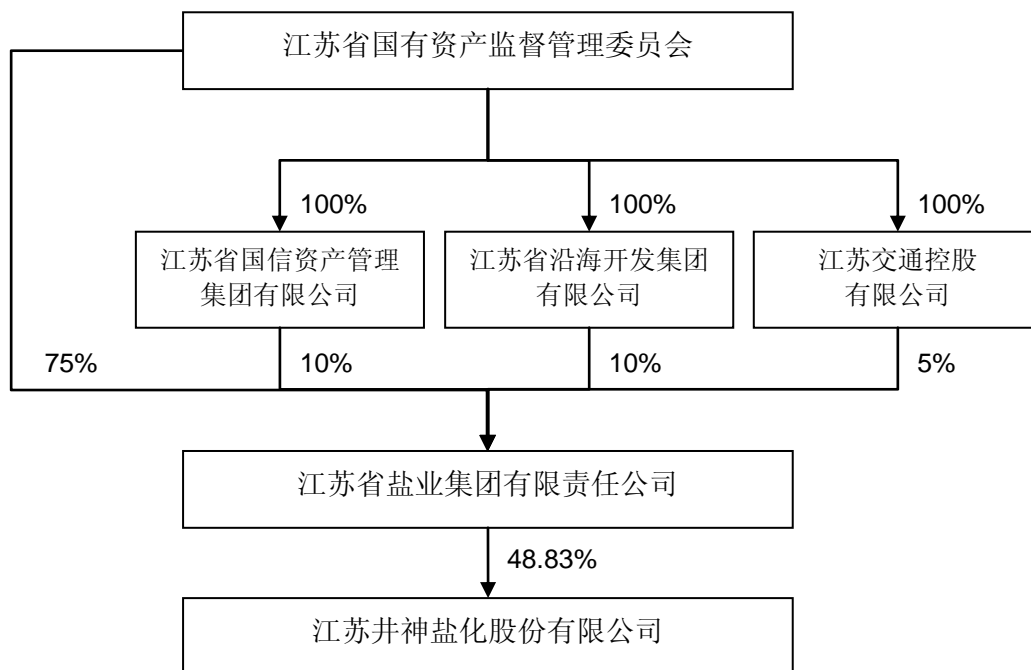 江苏省国有资产监督管理委员会
100%
100%
100%
江苏省国信资产管理
集团有限公司
江苏省沿海开发集团
有限公司
江苏交通控股
有限公司
75%
10%
10%
5%
江苏省盐业集团有限责任公司
48.83%
江苏井神盐化股份有限公司